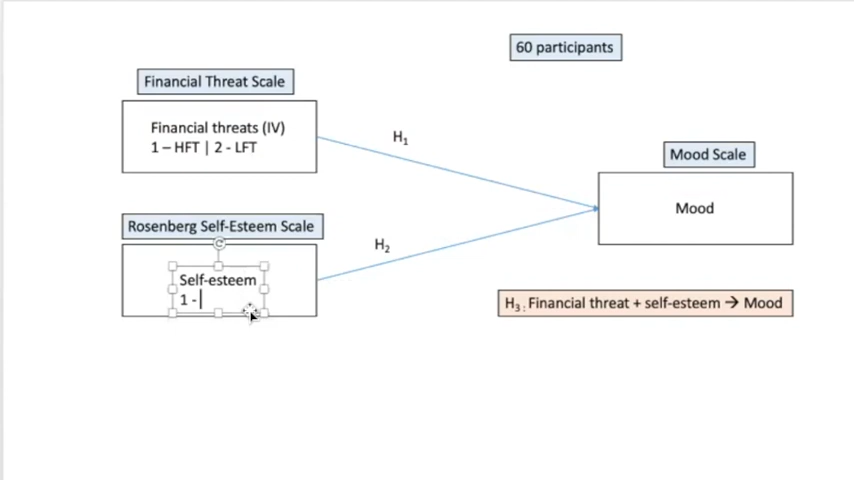 60 participants
Financial Threat Scale
Financial threats (IV)
1 – HFT | 2 - LFT
H₁
Mood Scale
Mood
Rosenberg Self-Esteem Scale
H₂
Self-esteem
1 -
H₃ : Financial threat + self-esteem → Mood